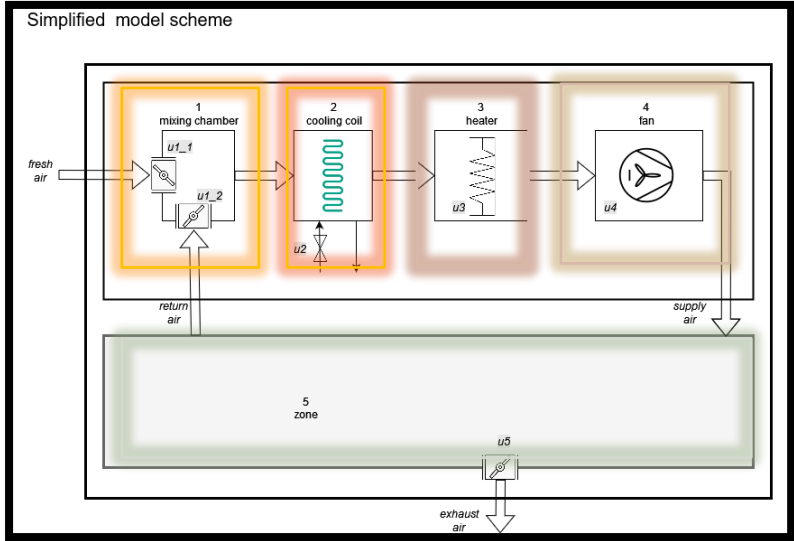 Simplified model scheme
1
mixing chamber
2
cooling coil
3
heater
4
fan
u1_1
fresh
air
u1_2
u3
u4
u2
return
air
supply
air
5
zone
u5
exhaust
air